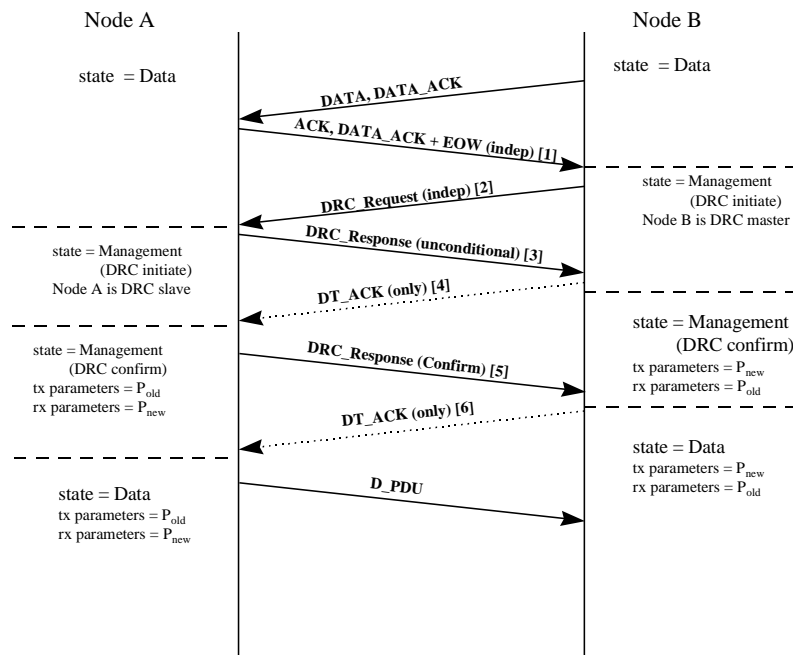 Node A
Node B
state = Data
state = Data
DATA, DATA_ACK
ACK, DATA_ACK + EOW (indep) [1]
state = Management
(DRC initiate)
Node B is DRC master
DRC_Request (indep) [2]
DRC_Response (unconditional) [3]
state = Management
(DRC initiate)
Node A is DRC slave
DT_ACK (only) [4]
state = Management
(DRC confirm)
tx parameters = Pnew
rx parameters = Pold
state = Management
(DRC confirm)
tx parameters = Pold
rx parameters = Pnew
DRC_Response (Confirm) [5]
DT_ACK (only) [6]
state = Data
tx parameters = Pnew
rx parameters = Pold
D_PDU
state = Data
tx parameters = Pold
rx parameters = Pnew